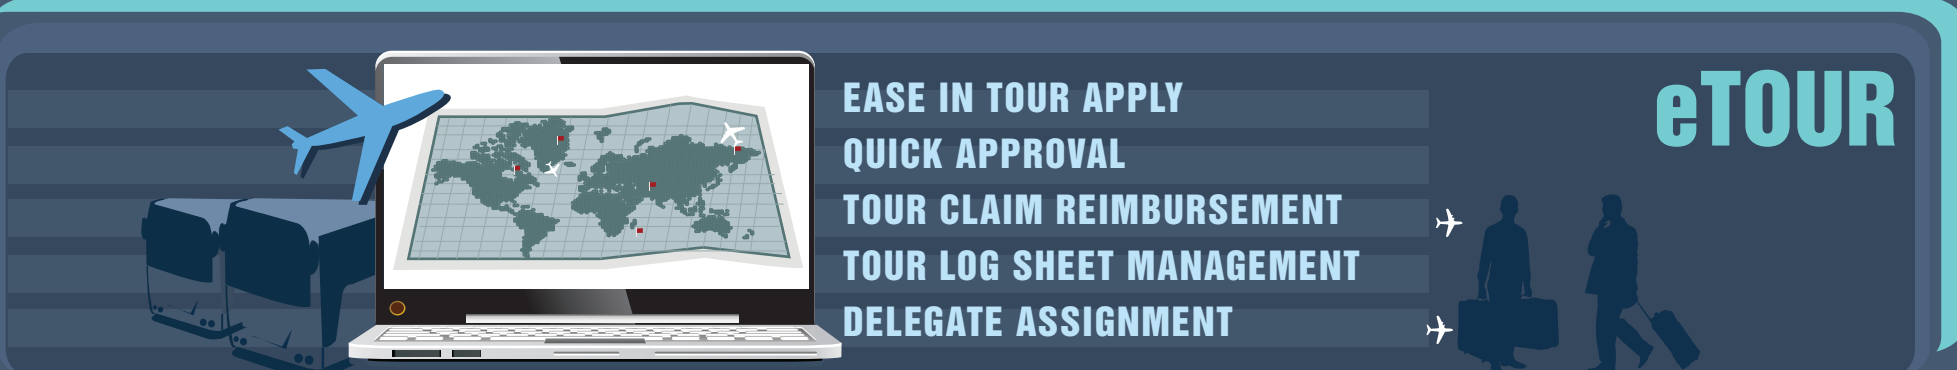 EASE IN TOUR APPLY
QUICK APPROVAL
TOUR CLAIM REIMBURSEMENT
TOUR LOG SHEET MANAGEMENT
DELEGATE ASSIGNMENT
eTOUR